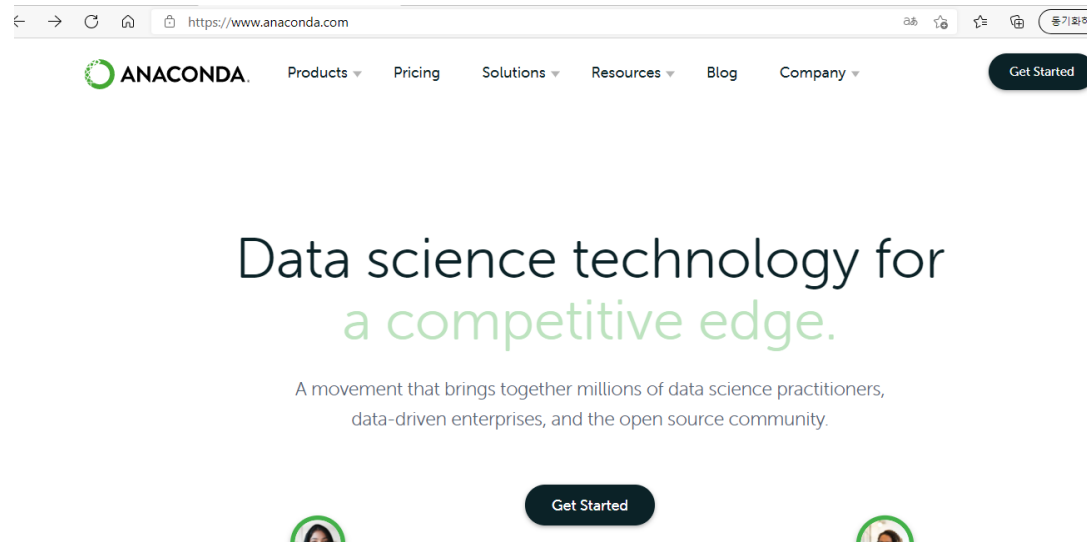 https://www.anaconda.com
ANACONDA.
Products
Pricing
Solutions
Resources
Blog
Company
Get Started
Data science technology for
a competitive edge.
A movement that brings together millions of data science practitioners,
data-driven enterprises, and the open source community.
Get Started